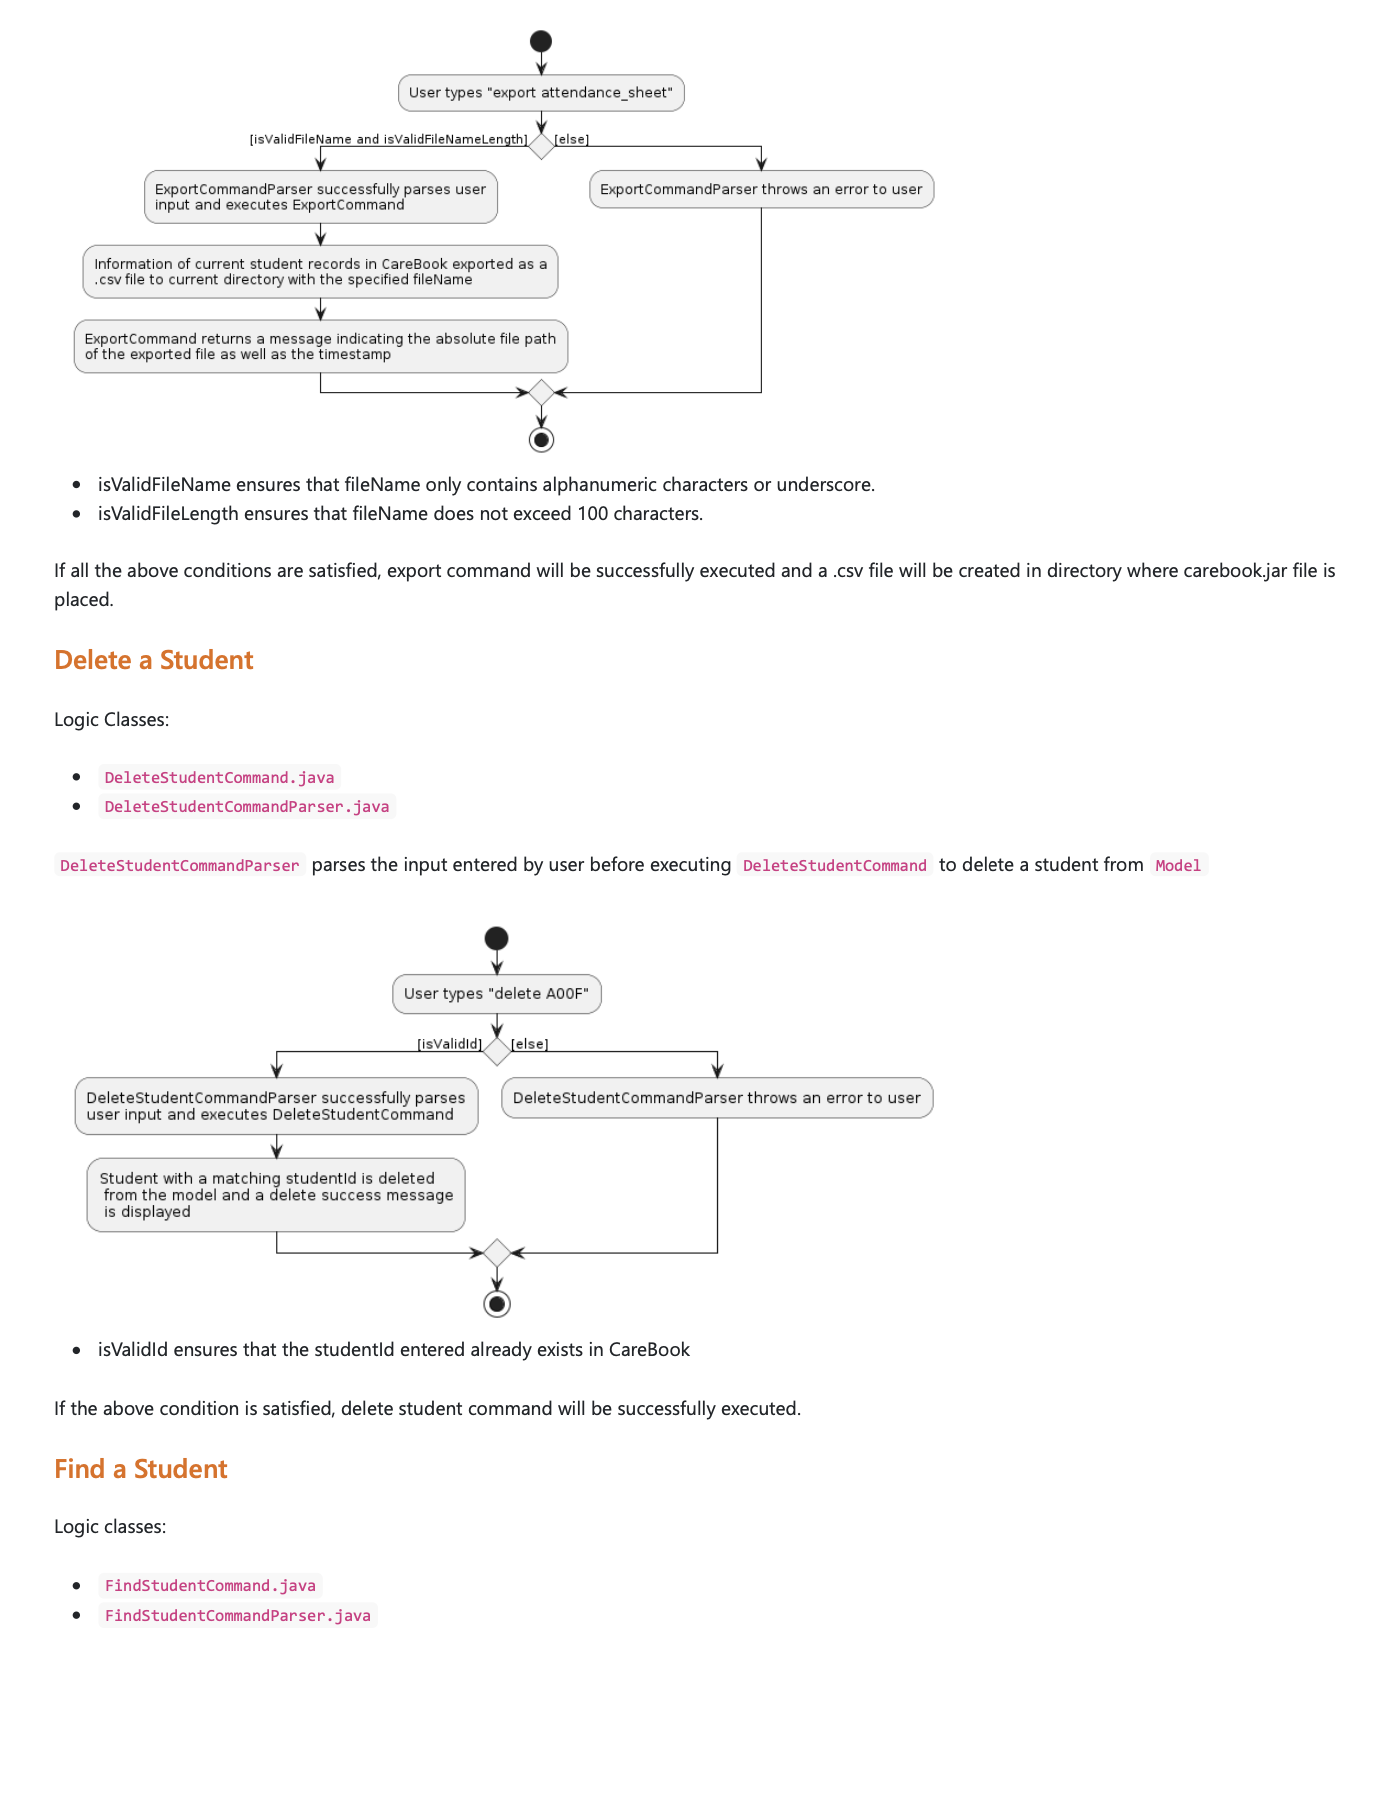 User types "export attendance_sheet"
[isValidFileName and isValidFileNameLength]
[else]
ExportCommandParser successfully parses user
input and executes ExportCommand
ExportCommandParser throws an error to user
Information of current student records in CareBook exported as a
.csv file to current directory with the specified fileName
ExportCommand returns a message indicating the absolute file path
of the exported file as well as the timestamp
• isValidFileName ensures that fileName only contains alphanumeric characters or underscore.
• isValidFileLength ensures that fileName does not exceed 100 characters.
If all the above conditions are satisfied, export command will be successfully executed and a .csv file will be created in directory where carebook.jar file is
placed.
Delete a Student
Logic Classes:
• DeleteStudentCommand.java
• DeleteStudentCommandParser.java
DeleteStudentCommandParser parses the input entered by user before executing DeleteStudentCommand to delete a student from Model
User types "delete A00F"
[isValidId]
[else]
DeleteStudentCommandParser successfully parses
user input and executes DeleteStudentCommand
DeleteStudentCommandParser throws an error to user
Student with a matching studentId is deleted
from the model and a delete success message
is displayed
• isValidId ensures that the studentId entered already exists in CareBook
If the above condition is satisfied, delete student command will be successfully executed.
Find a Student
Logic classes:
• FindStudentCommand.java
• FindStudentCommandParser.java